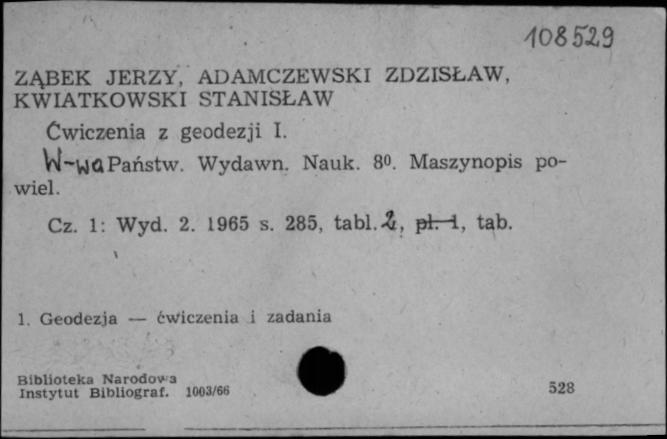 108529
ZĄBEK JERZY, ADAMCZEWSKI ZDZISŁAW,
KWIATKOWSKI STANISŁAW
Ćwiczenia z geodezji I.
W-wa Państw. Wydawn. Nauk. 8º. Maszynopis po-
wiel.
Cz. 1: Wyd. 2. 1965 s. 285, tabl. 2, pl. 1, tab.
1. Geodezja — ćwiczenia i zadania
Biblioteka Narodowa
Instytut Bibliograf. 1003/66
528